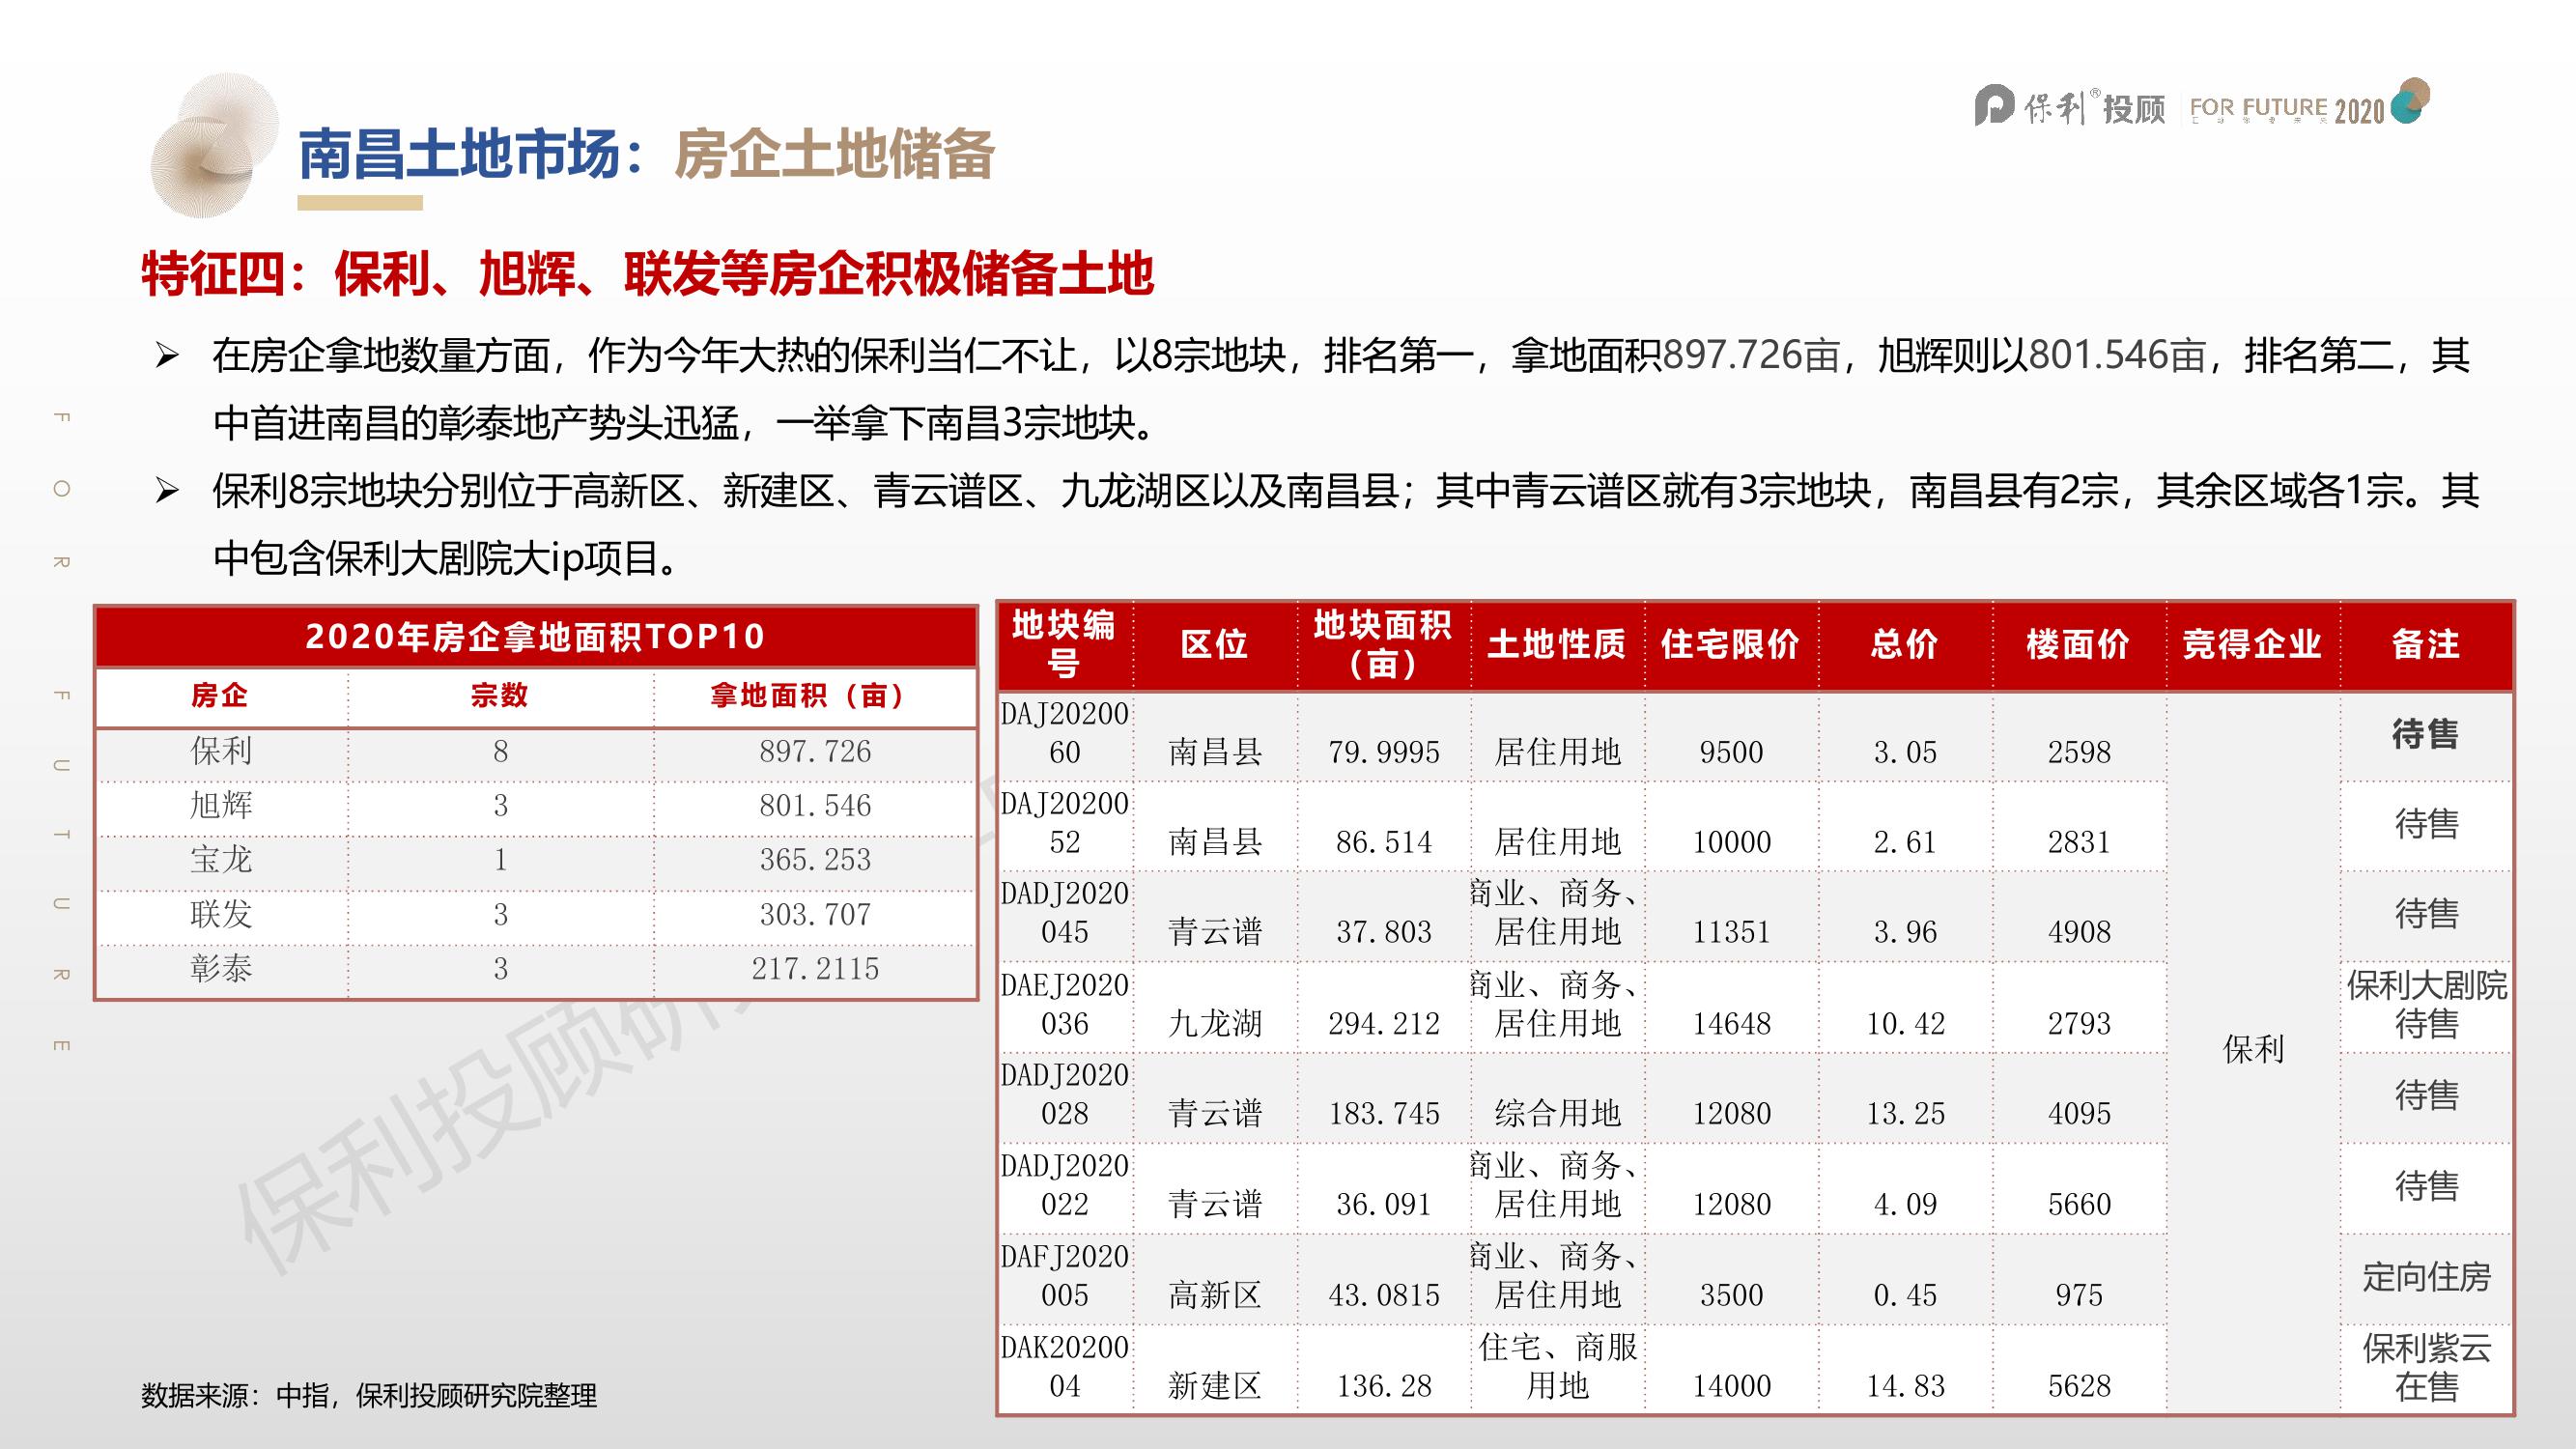 保利®投顾 FOR FUTURE 2020
南昌土地市场：房企土地储备
特征四：保利、旭辉、联发等房企积极储备土地
➢ 在房企拿地数量方面，作为今年大热的保利当仁不让，以8宗地块，排名第一，拿地面积897.726亩，旭辉则以801.546亩，排名第二，其
中首进南昌的彰泰地产势头迅猛，一举拿下南昌3宗地块。
➢ 保利8宗地块分别位于高新区、新建区、青云谱区、九龙湖区以及南昌县；其中青云谱区就有3宗地块，南昌县有2宗，其余区域各1宗。其
中包含保利大剧院大ip项目。
FOR FUTURE
2020年房企拿地面积TOP10
房企 宗数 拿地面积（亩）
保利 8 897.726
旭辉 3 801.546
宝龙 1 365.253
联发 3 303.707
彰泰 3 217.2115
地块编号 区位 地块面积（亩） 土地性质 住宅限价 总价 楼面价 竞得企业 备注
DAJ2020060 南昌县 79.9995 居住用地 9500 3.05 2598 待售
DAJ2020052 南昌县 86.514 居住用地 10000 2.61 2831 待售
DADJ2020045 青云谱 37.803 商业、商务、居住用地 11351 3.96 4908 待售
DAEJ2020036 九龙湖 294.212 商业、商务、居住用地 14648 10.42 2793 保利大剧院待售
保利
DADJ2020028 青云谱 183.745 综合用地 12080 13.25 4095 待售
DADJ2020022 青云谱 36.091 商业、商务、居住用地 12080 4.09 5660 待售
DAFJ2020005 高新区 43.0815 商业、商务、居住用地 3500 0.45 975 定向住房
DAK2020004 新建区 136.28 住宅、商服用地 14000 14.83 5628 保利紫云在售
保利投顾研
数据来源：中指，保利投顾研究院整理